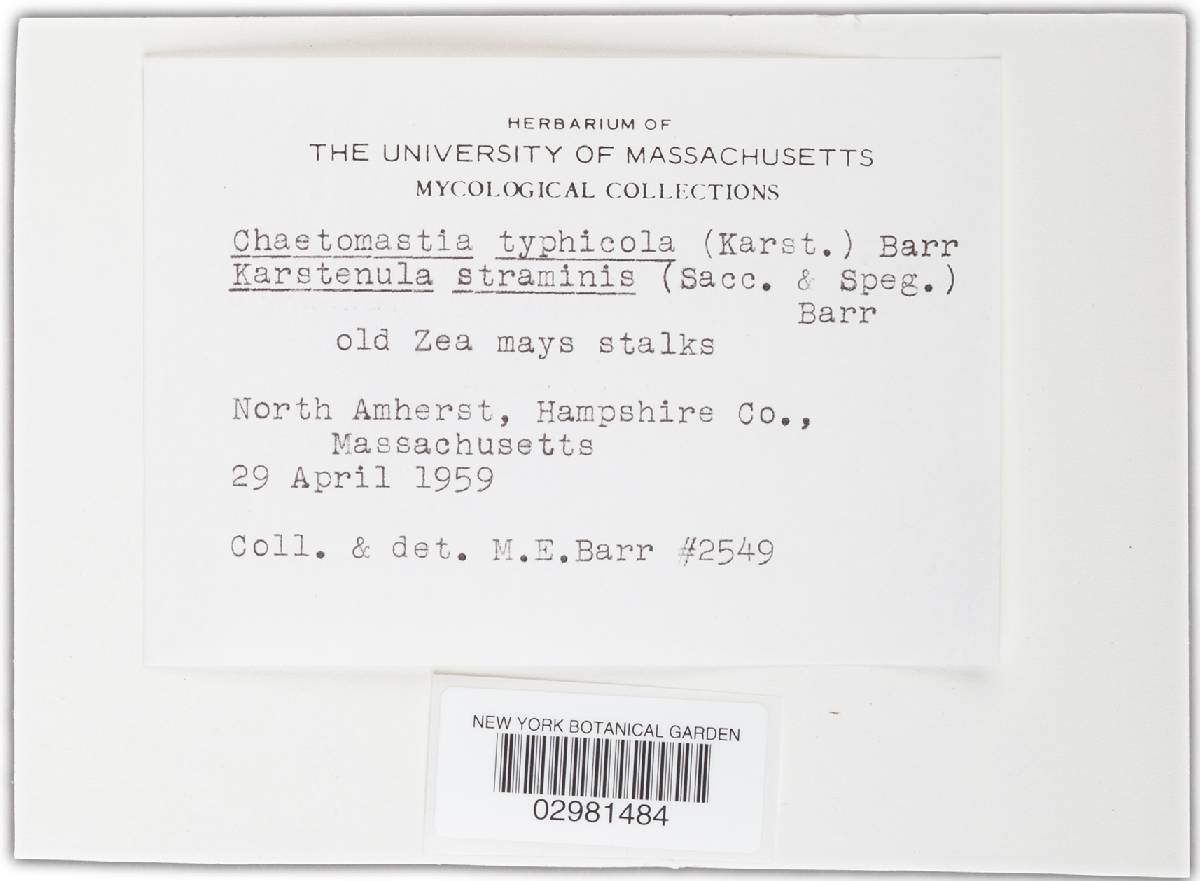 HERBARIUM OF
THE UNIVERSITY OF MASSACHUSETTS
MYCOLOGICAL COLLECTIONS
Chaetomastia typhicola (Karst.) Barr
Karstenula straminis (Sacc. & Speg.)
Barr
old Zea mays stalks
North Amherst, Hampshire Co.,
Massachusetts
29 April 1959
Coll. & det. M.E.Barr #2549
NEW YORK BOTANICAL GARDEN
02981484